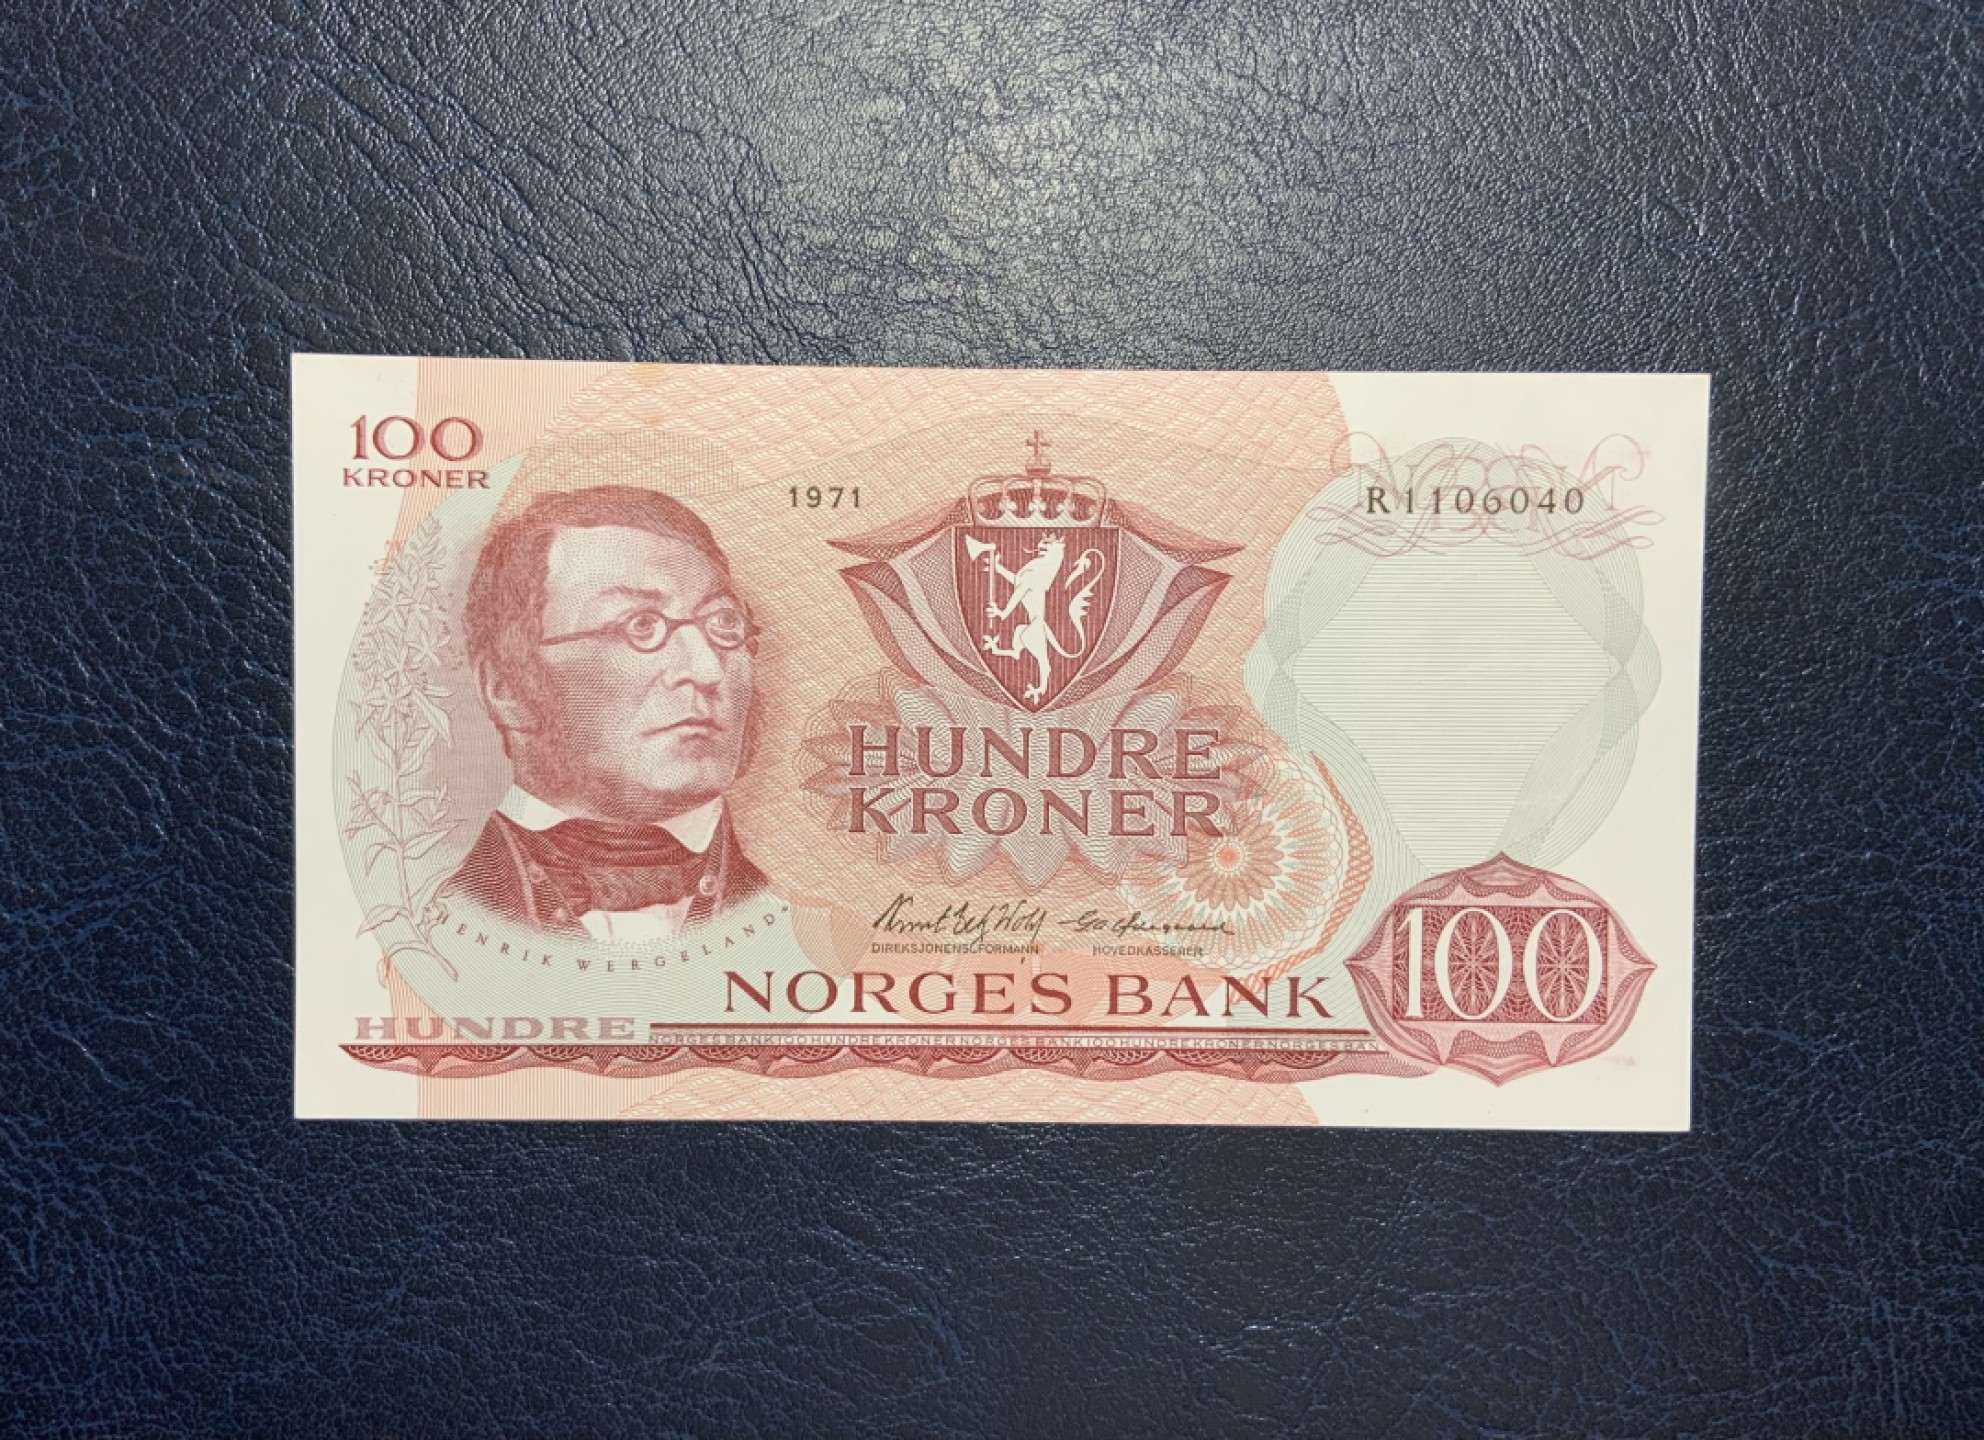 100
KRONER
1971
R1106040
HUNDRE
KRONER
DIREKSJONENS FORMANN
HOVEDKASSERER
"HENRIK WERGELAND"
NORGES BANK
HUNDRE
NORGES BANK 100 HUNDRE KRONER NORGES BANK 100 HUNDRE KRONER NORGES BAN
100